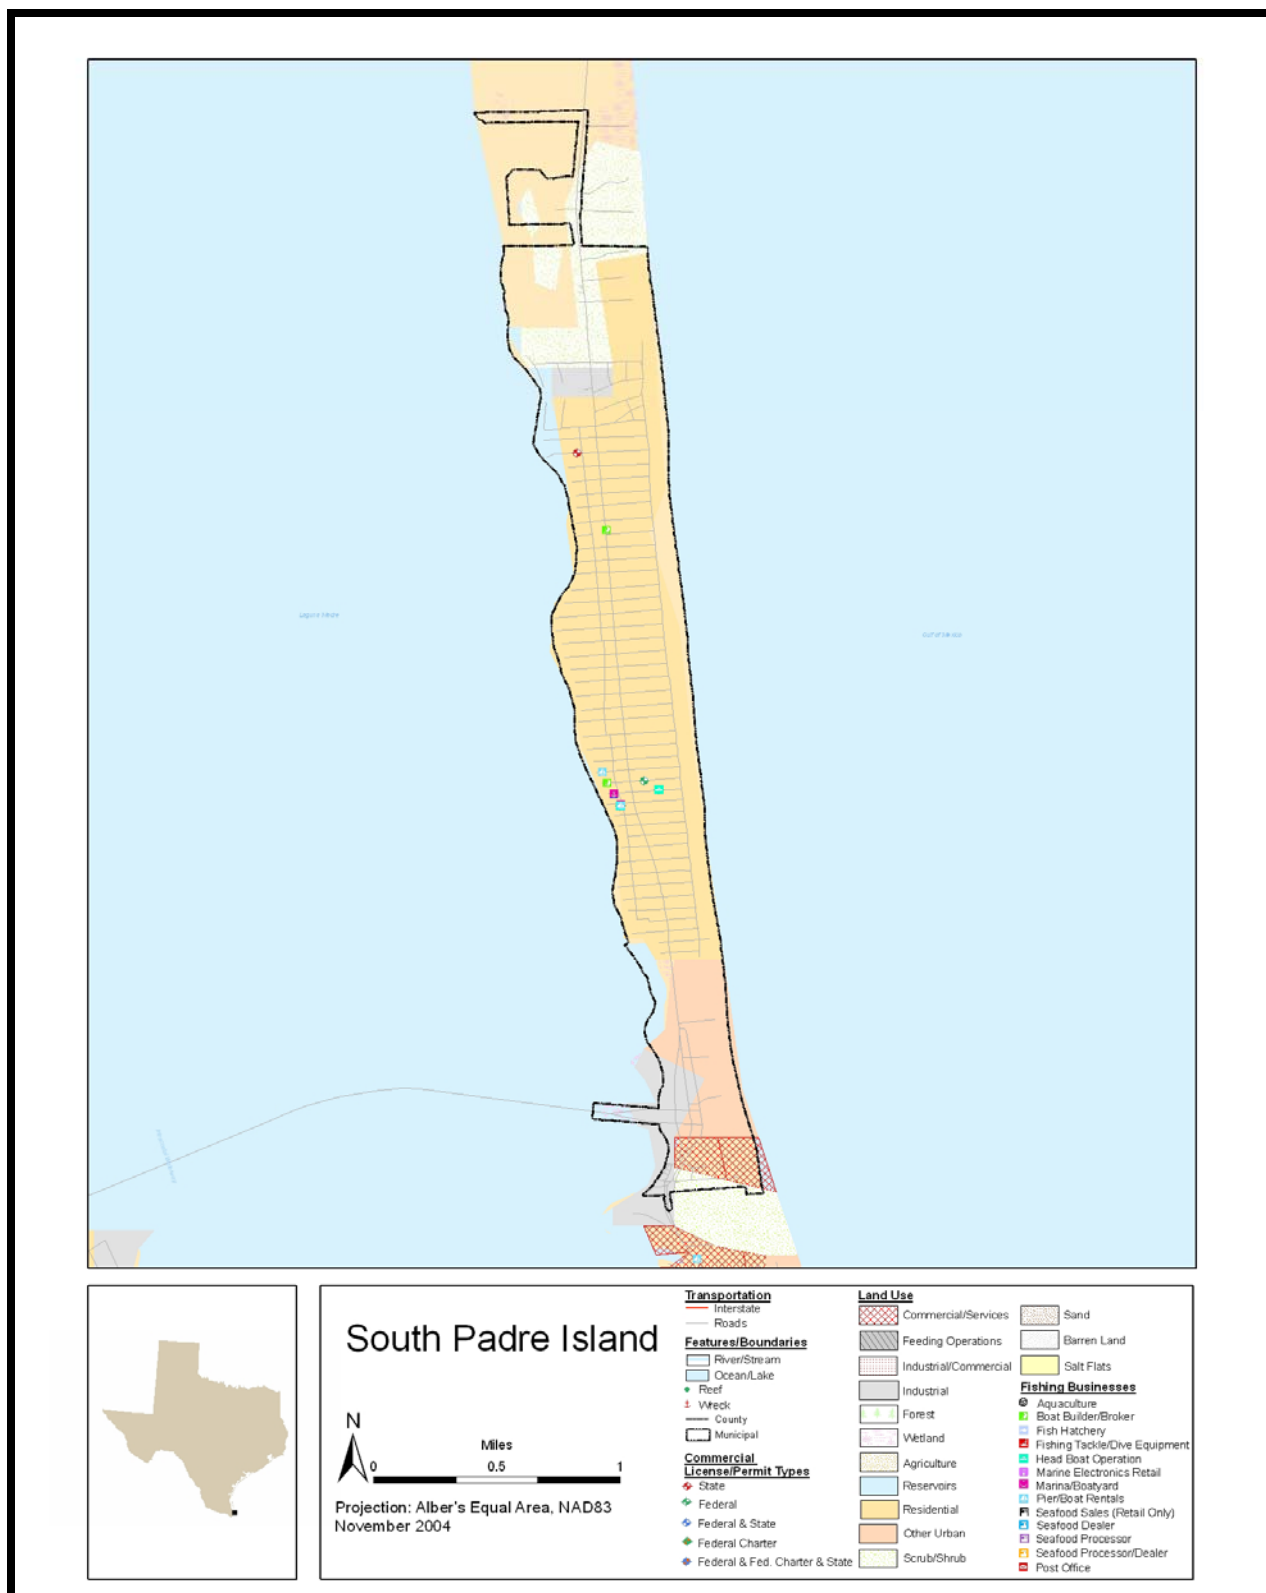 Laguna Madre
Gulf of Mexico
South Padre Island
N
Miles
0 0.5 1
Projection: Alber's Equal Area, NAD83
November 2004
Transportation
Interstate
Roads
Features/Boundaries
River/Stream
Ocean/Lake
Reef
Wreck
County
Municipal
Commercial
License/Permit Types
State
Federal
Federal & State
Federal Charter
Federal & Fed. Charter & State
Land Use
Commercial/Services
Feeding Operations
Industrial/Commercial
Industrial
Forest
Wetland
Agriculture
Reservoirs
Residential
Other Urban
Scrub/Shrub
Sand
Barren Land
Salt Flats
Fishing Businesses
Aquaculture
Boat Builder/Broker
Fish Hatchery
Fishing Tackle/Dive Equipment
Head Boat Operation
Marine Electronics Retail
Marina/Boatyard
Pier/Boat Rentals
Seafood Sales (Retail Only)
Seafood Dealer
Seafood Processor
Seafood Processor/Dealer
Post Office